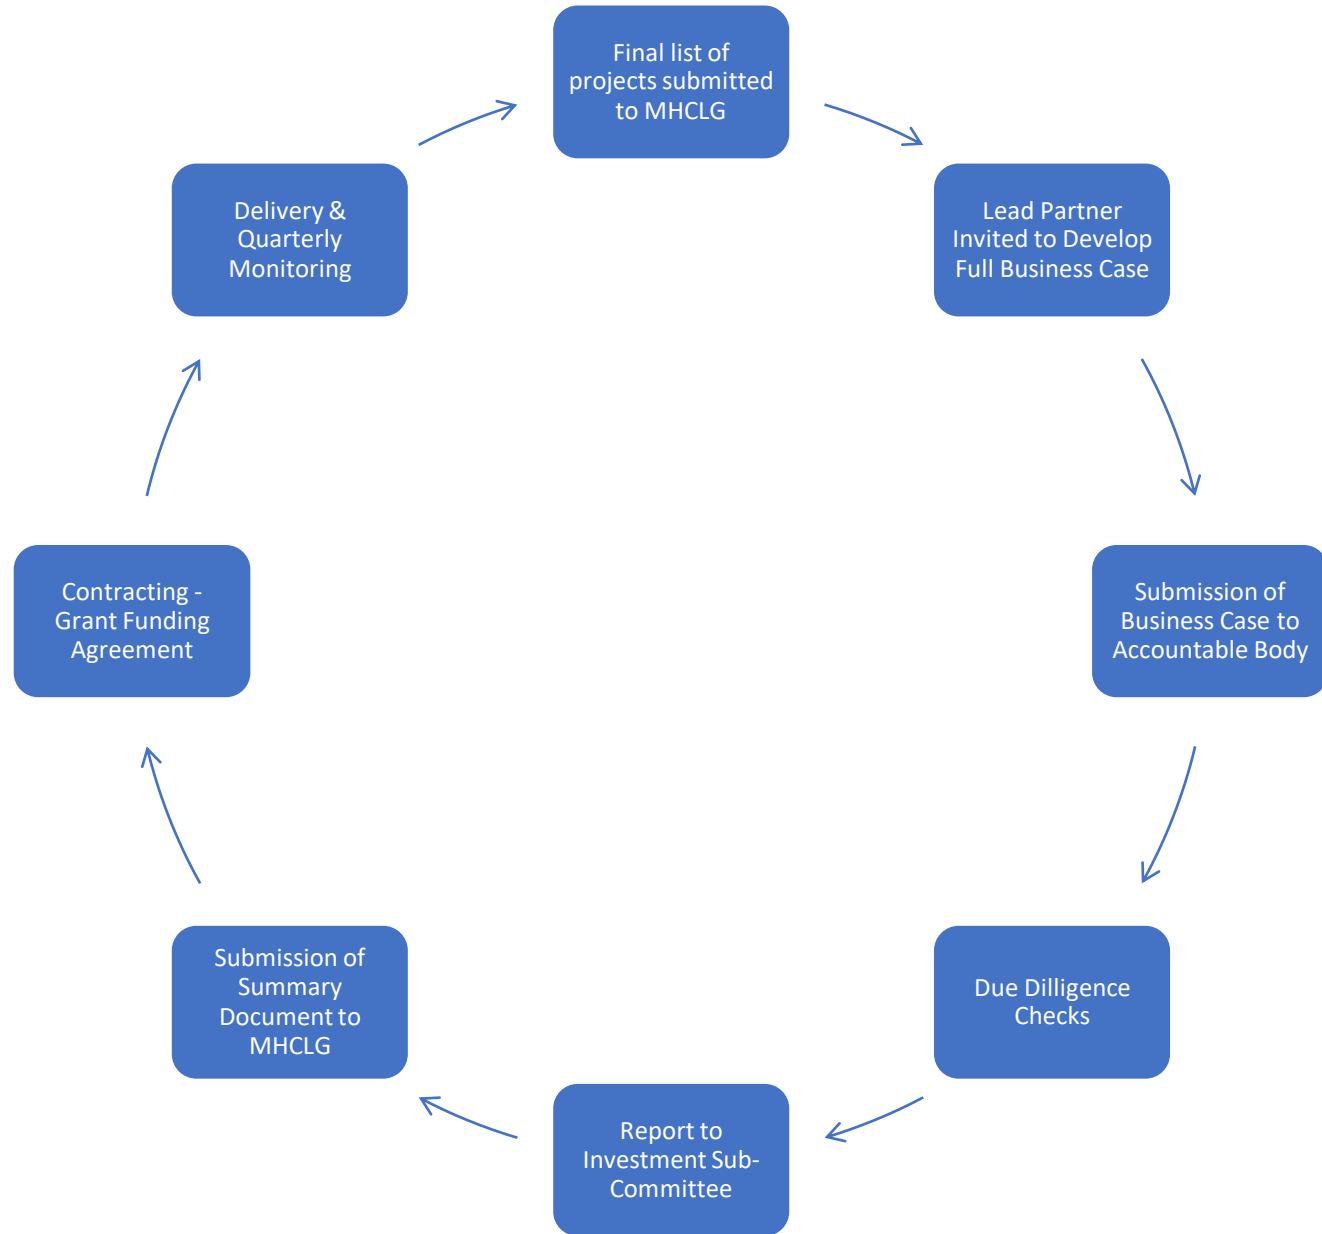 Final list of
projects submitted
to MHCLG
Lead Partner
Invited to Develop
Full Business Case
Submission of
Business Case to
Accountable Body
Due Dilligence
Checks
Report to
Investment Sub-
Committee
Submission of
Summary
Document to
MHCLG
Contracting -
Grant Funding
Agreement
Delivery &
Quarterly
Monitoring